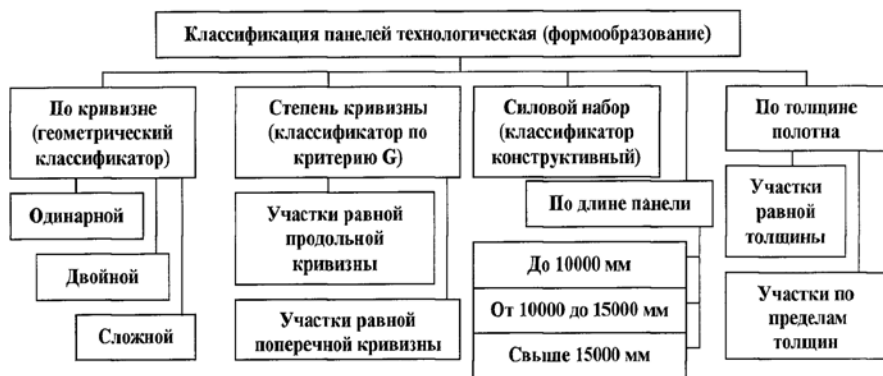 Классификация панелей технологическая (формообразование)
По кривизне
(геометрический
классификатор)
Одинарной
Двойной
Сложной
Степень кривизны
(классификатор по
критерию G)
Участки равной
продольной
кривизны
Участки равной
поперечной кривизны
Силовой набор
(классификатор
конструктивный)
По длине панели
До 10000 мм
От 10000 до 15000 мм
Свыше 15000 мм
По толщине
полотна
Участки
равной
толщины
Участки по
пределам
толщин